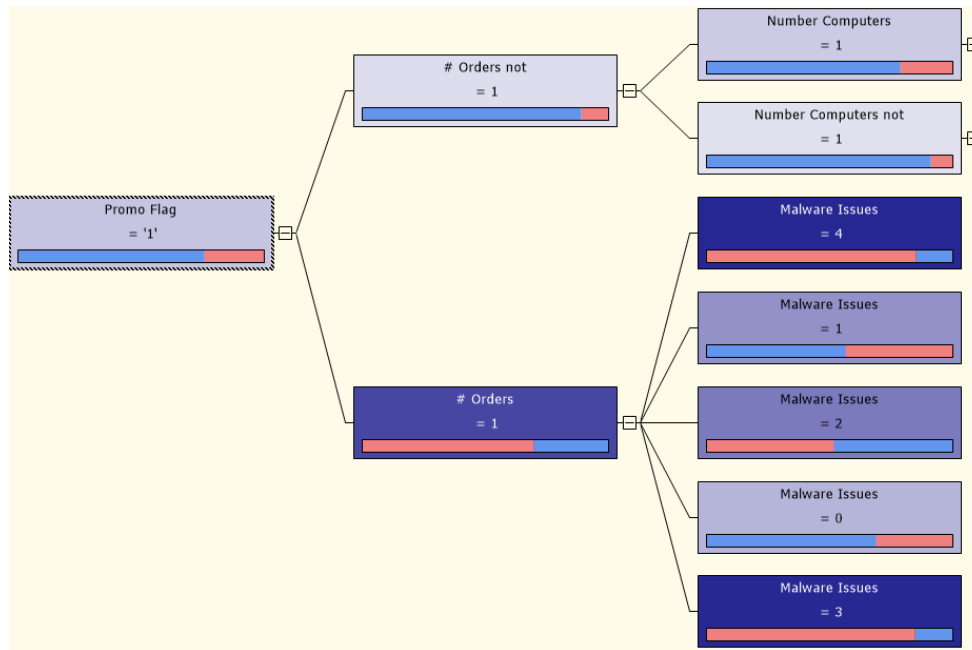 Number Computers
= 1
# Orders not
= 1
Number Computers not
= 1
Promo Flag
= '1'
Malware Issues
= 4
Malware Issues
= 1
# Orders
= 1
Malware Issues
= 2
Malware Issues
= 0
Malware Issues
= 3